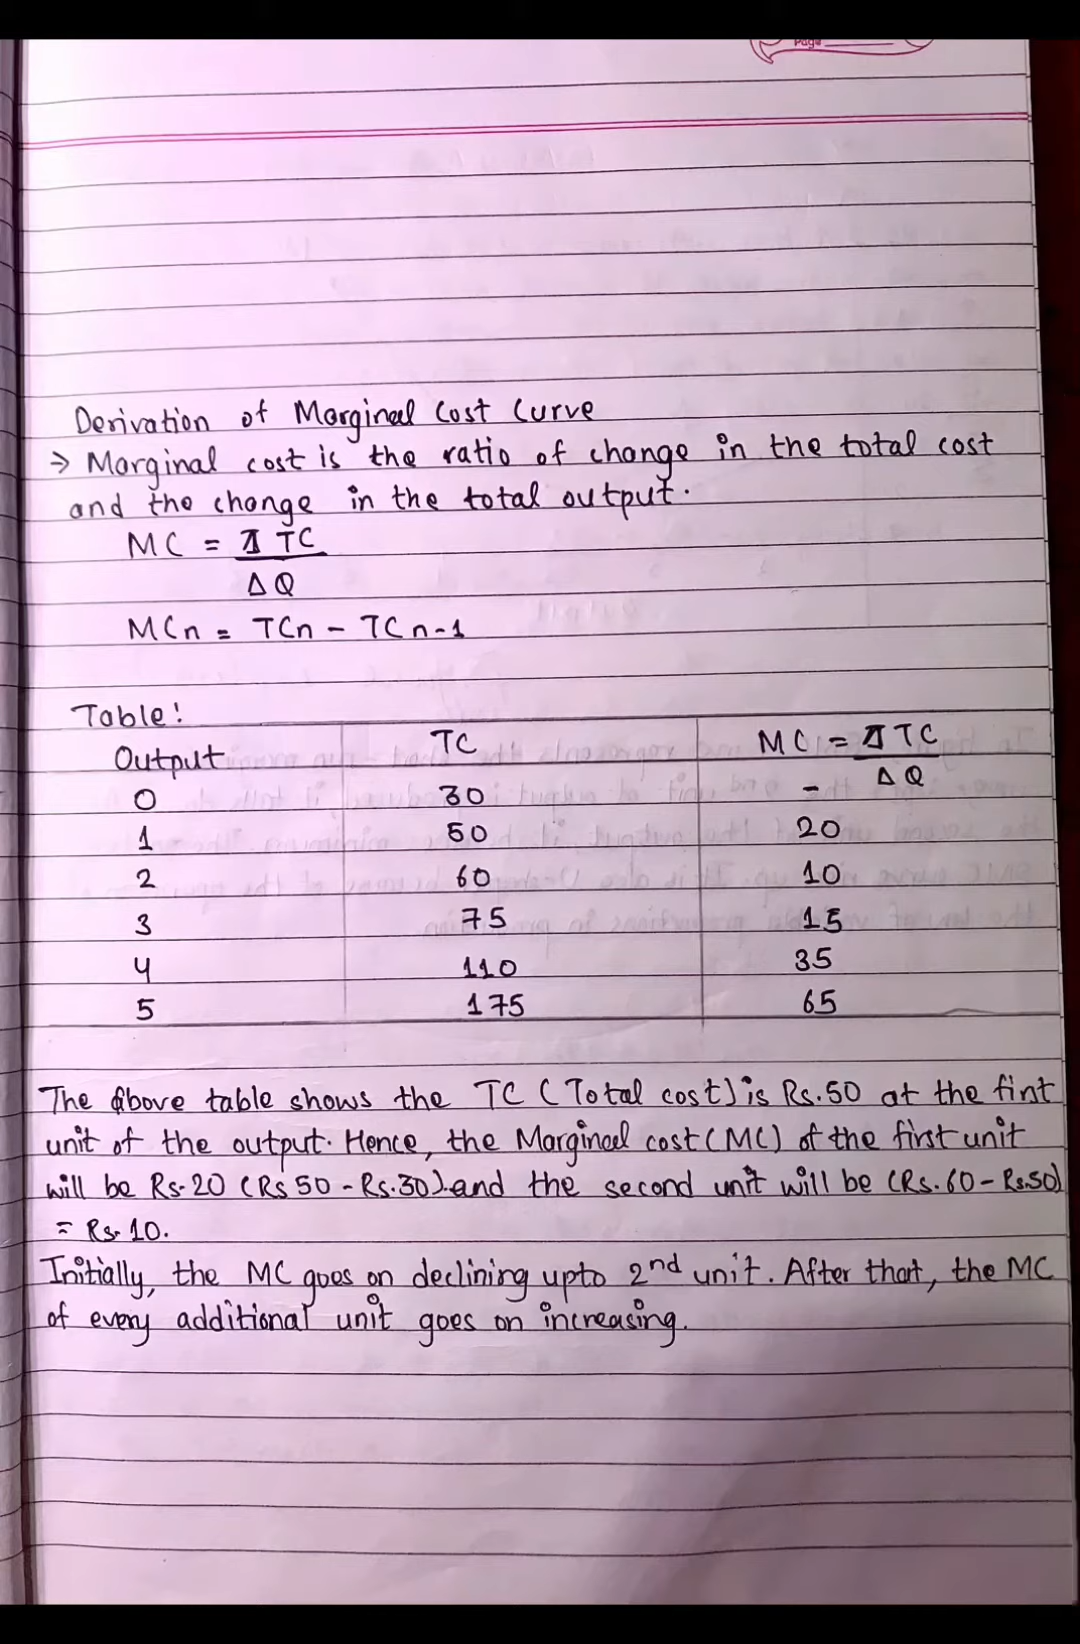 Page
Derivation of Marginal Cost Curve
→ Marginal cost is the ratio of change in the total cost
and the change in the total output.
MC = Δ TC
Δ Q
MCn = TCn - TC n-1
Table:
Output TC MC = Δ TC
Δ Q
0 30 -
1 50 20
2 60 10
3 75 15
4 110 35
5 175 65
The above table shows the TC (Total cost) is Rs.50 at the first
unit of the output. Hence, the Marginal cost (MC) of the first unit
will be Rs. 20 (Rs 50 - Rs.30). and the second unit will be (Rs. 60 - Rs.50)
= Rs. 10.
Initially, the MC goes on declining upto 2nd unit. After that, the MC
of every additional unit goes on increasing.